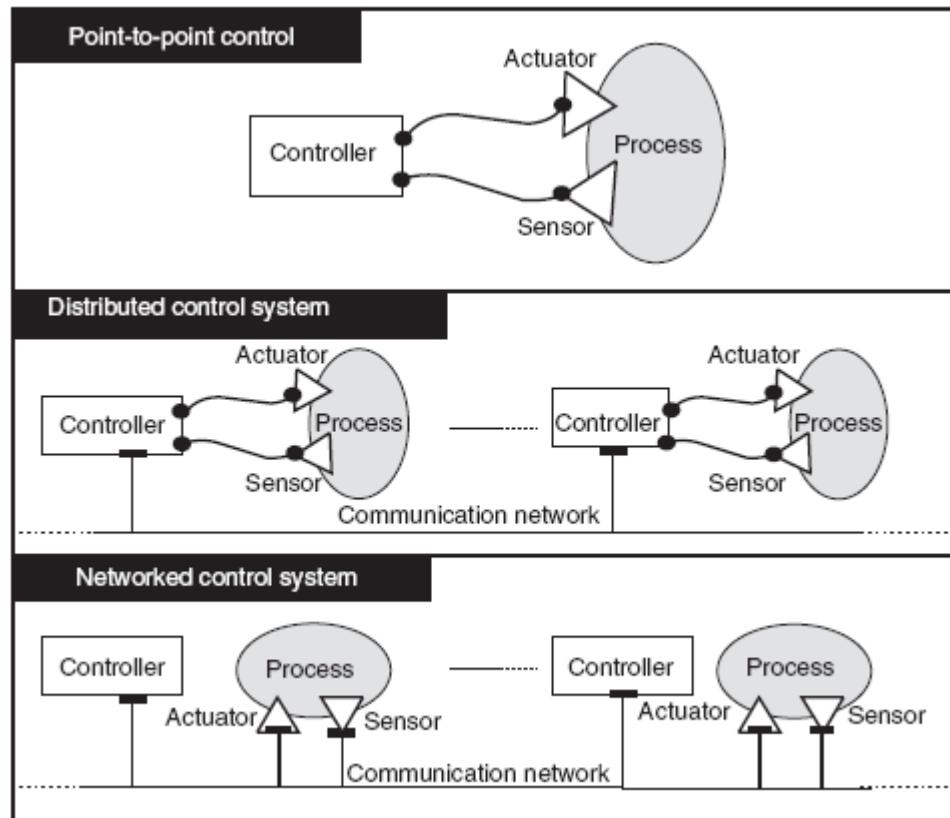 Point-to-point control
Actuator
Controller
Process
Sensor
Distributed control system
Actuator
Actuator
Controller
Process
Controller
Process
Sensor
Sensor
Communication network
Networked control system
Controller
Process
Controller
Process
Actuator
Sensor
Actuator
Sensor
Communication network